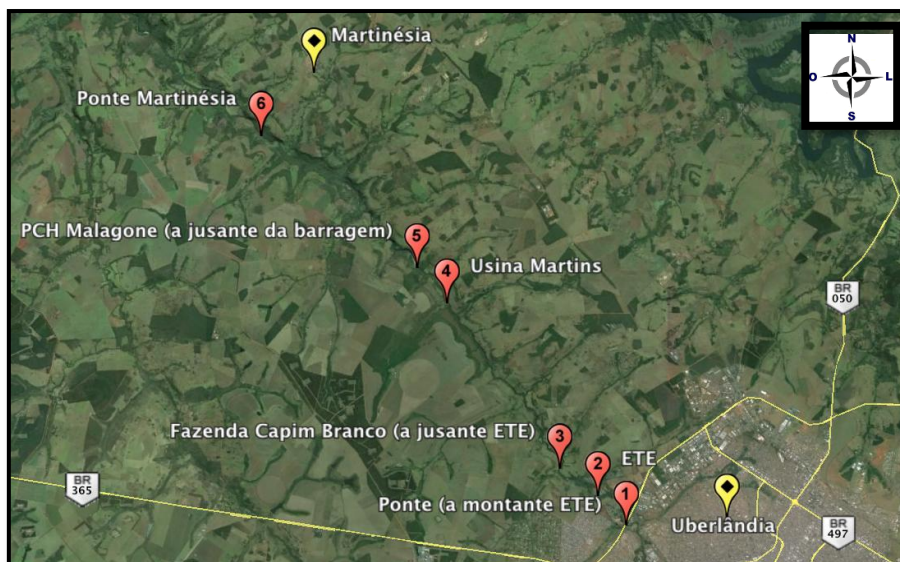 Martinésia
N
O L
S
Ponte Martinésia
6
PCH Malagone (a jusante da barragem)
5
4
Usina Martins
BR
050
Fazenda Capim Branco (a jusante ETE)
3
2
ETE
BR
365
Ponte (a montante ETE)
1
Uberlândia
BR
497